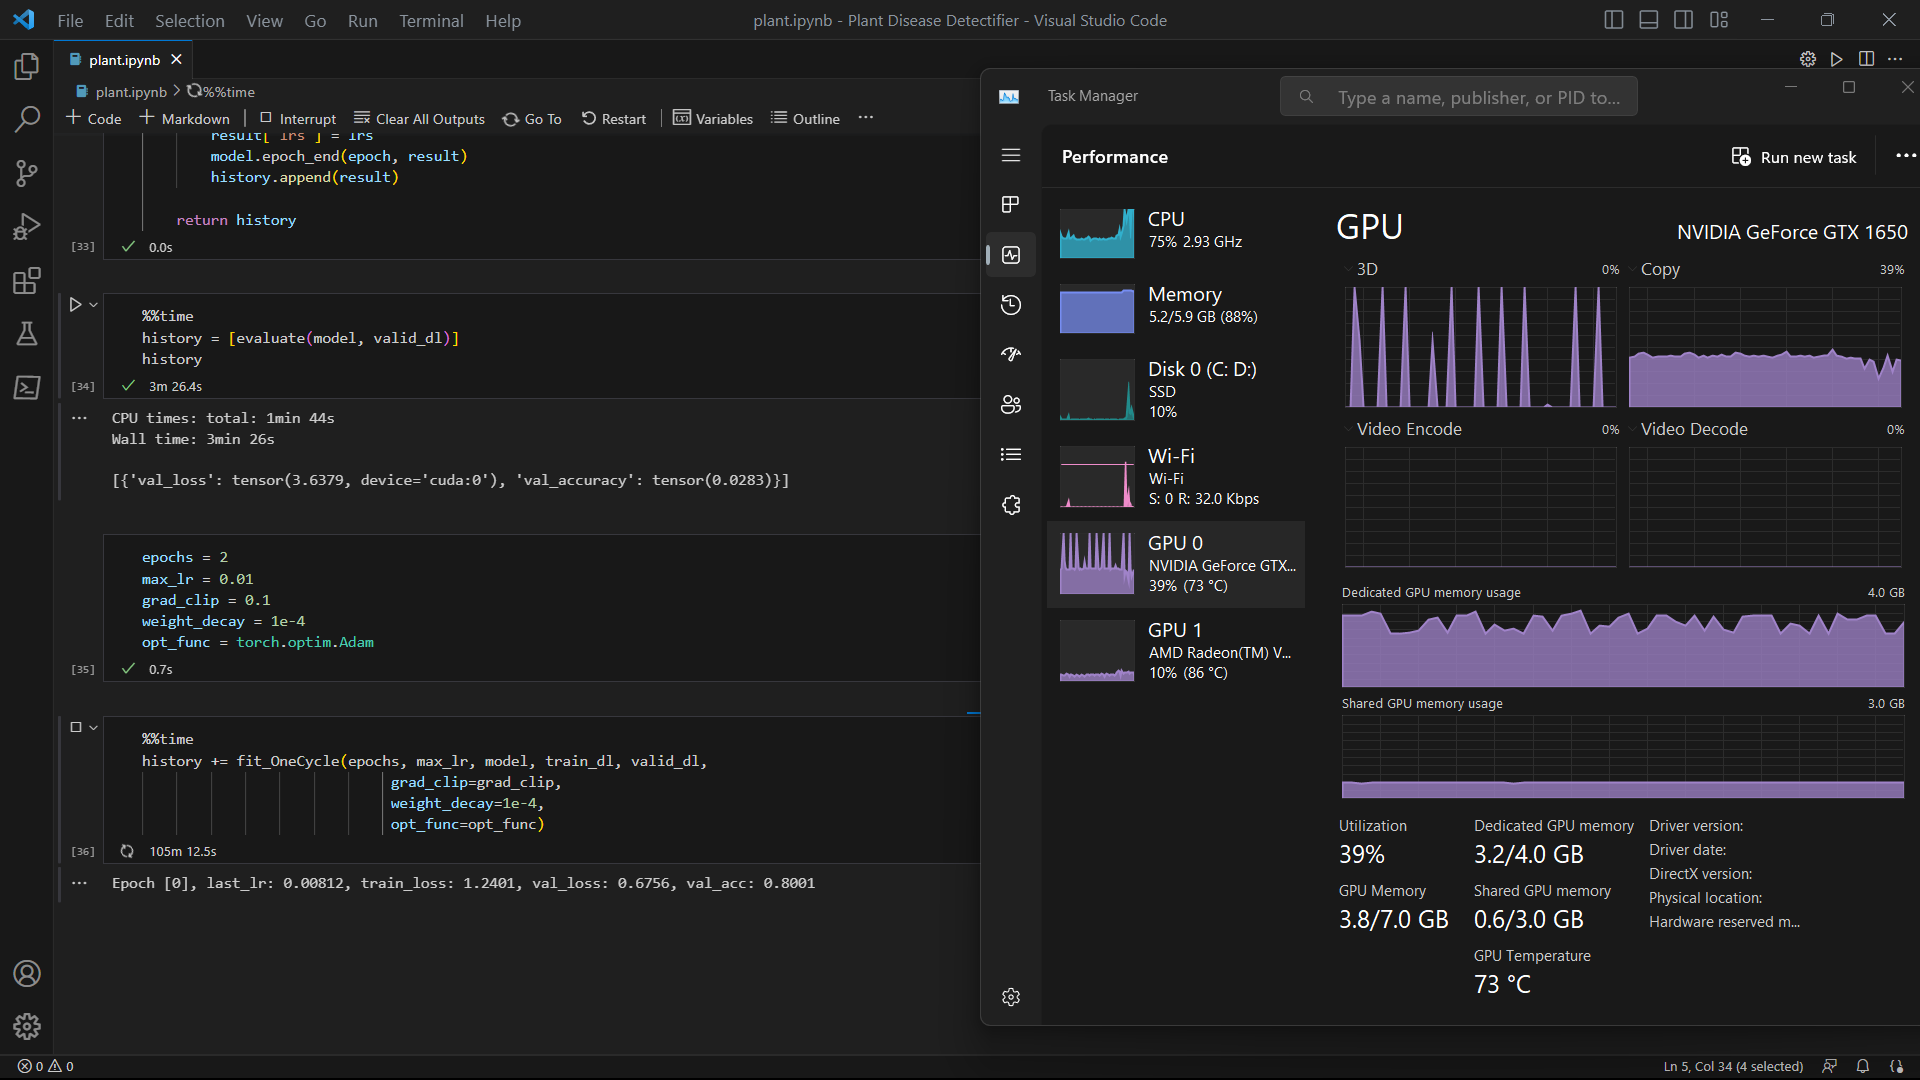 File Edit Selection View Go Run Terminal Help
plant.ipynb - Plant Disease Detectifier - Visual Studio Code
plant.ipynb
plant.ipynb > %%time
+ Code + Markdown Interrupt Clear All Outputs Go To Restart Variables Outline ...
result['lrs'] = lrs
model.epoch_end(epoch, result)
history.append(result)
return history
[33] 0.0s
%%time
history = [evaluate(model, valid_dl)]
history
[34] 3m 26.4s
CPU times: total: 1min 44s
Wall time: 3min 26s
[{'val_loss': tensor(3.6379, device='cuda:0'), 'val_accuracy': tensor(0.0283)}]
epochs = 2
max_lr = 0.01
grad_clip = 0.1
weight_decay = 1e-4
opt_func = torch.optim.Adam
[35] 0.7s
%%time
history += fit_OneCycle(epochs, max_lr, model, train_dl, valid_dl,
grad_clip=grad_clip,
weight_decay=1e-4,
opt_func=opt_func)
[36] 105m 12.5s
Epoch [0], last_lr: 0.00812, train_loss: 1.2401, val_loss: 0.6756, val_acc: 0.8001
0 0
Ln 5, Col 34 (4 selected)
Task Manager
Type a name, publisher, or PID to...
Performance
Run new task
CPU
75% 2.93 GHz
Memory
5.2/5.9 GB (88%)
Disk 0 (C: D:)
SSD
10%
Wi-Fi
Wi-Fi
S: 0 R: 32.0 Kbps
GPU 0
NVIDIA GeForce GTX...
39% (73 °C)
GPU 1
AMD Radeon(TM) V...
10% (86 °C)
GPU
NVIDIA GeForce GTX 1650
3D 0%
Copy 39%
Video Encode 0%
Video Decode 0%
Dedicated GPU memory usage 4.0 GB
Shared GPU memory usage 3.0 GB
Utilization
39%
Dedicated GPU memory
3.2/4.0 GB
GPU Memory
3.8/7.0 GB
Shared GPU memory
0.6/3.0 GB
GPU Temperature
73 °C
Driver version:
Driver date:
DirectX version:
Physical location:
Hardware reserved m...